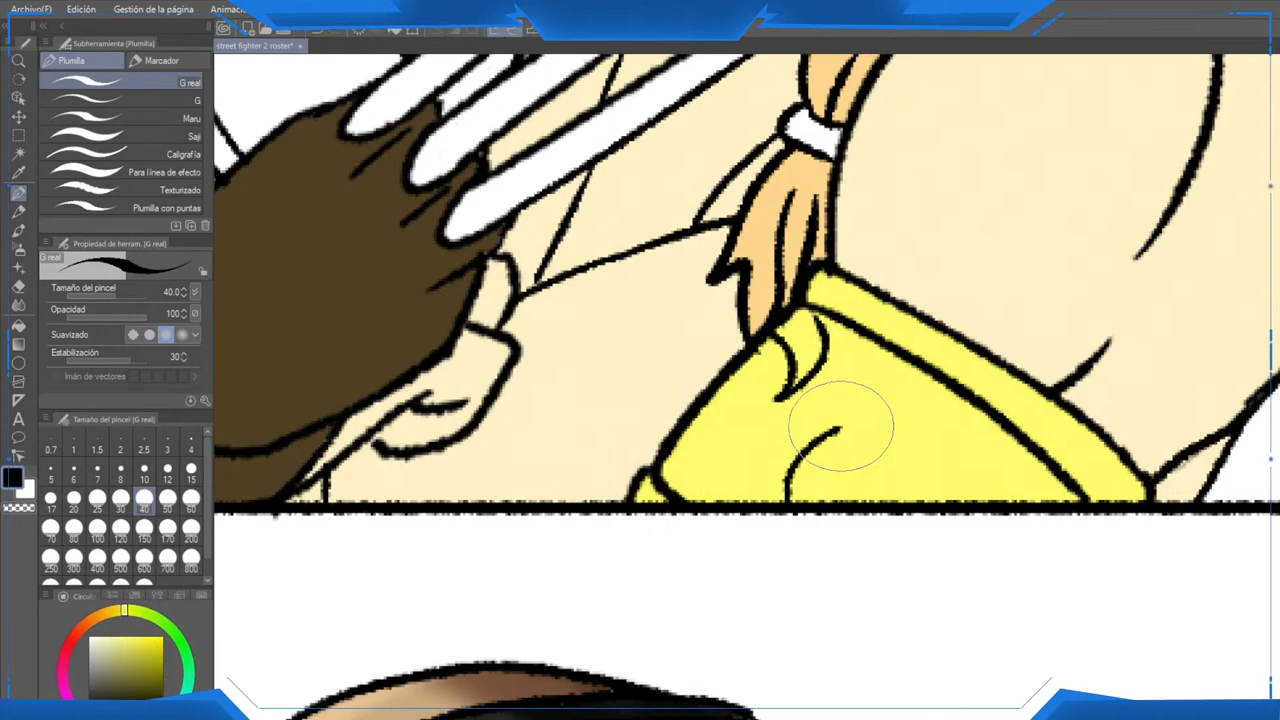 Archivo(F) Edición Gestión de la página Animaci
Subherramienta (Plumilla)
street fighter 2 roster*
Plumilla Marcador
G real
G
Maru
Saji
Caligrafía
Para línea de efecto
Texturizado
Plumilla con puntas
Propiedad de herram. (G real)
G real
Tamaño del pincel 40.0
Opacidad 100
Suavizado
Estabilización 30
Imán de vectores
Tamaño del pincel (G real)
0.7 1 1.5 2 2.5 3 4
5 6 7 8 10 12 15
17 20 25 30 40 50 60
70 80 100 120 150 170 200
250 300 400 500 600 700 800
Círculo
A